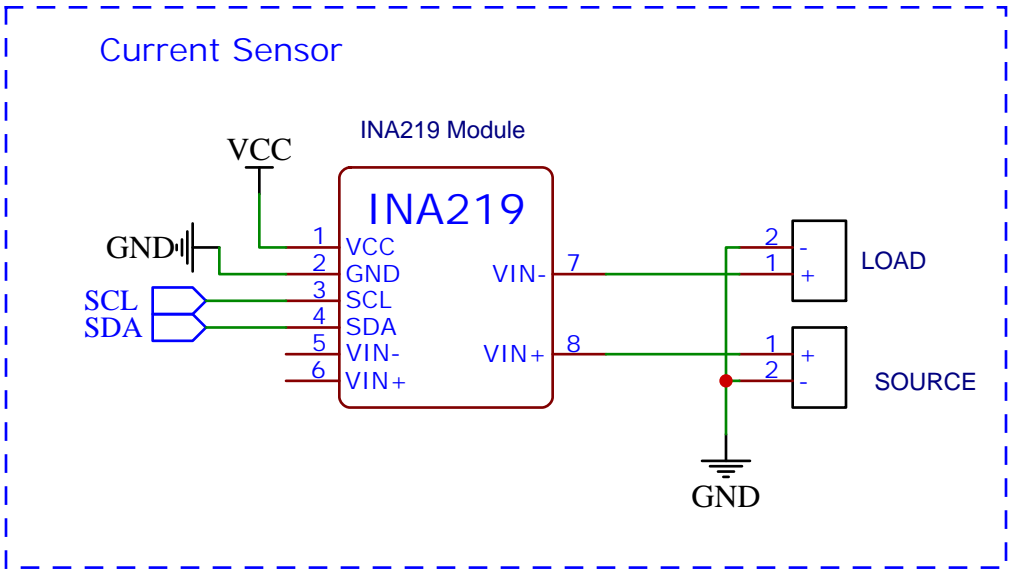 Current Sensor
INA219 Module
VCC
INA219
GND
1 VCC
2 GND
3 SCL
4 SDA
5 VIN-
6 VIN+
SCL
SDA
VIN- 7
VIN+ 8
2 -
1 +
LOAD
1 +
2 -
SOURCE
GND